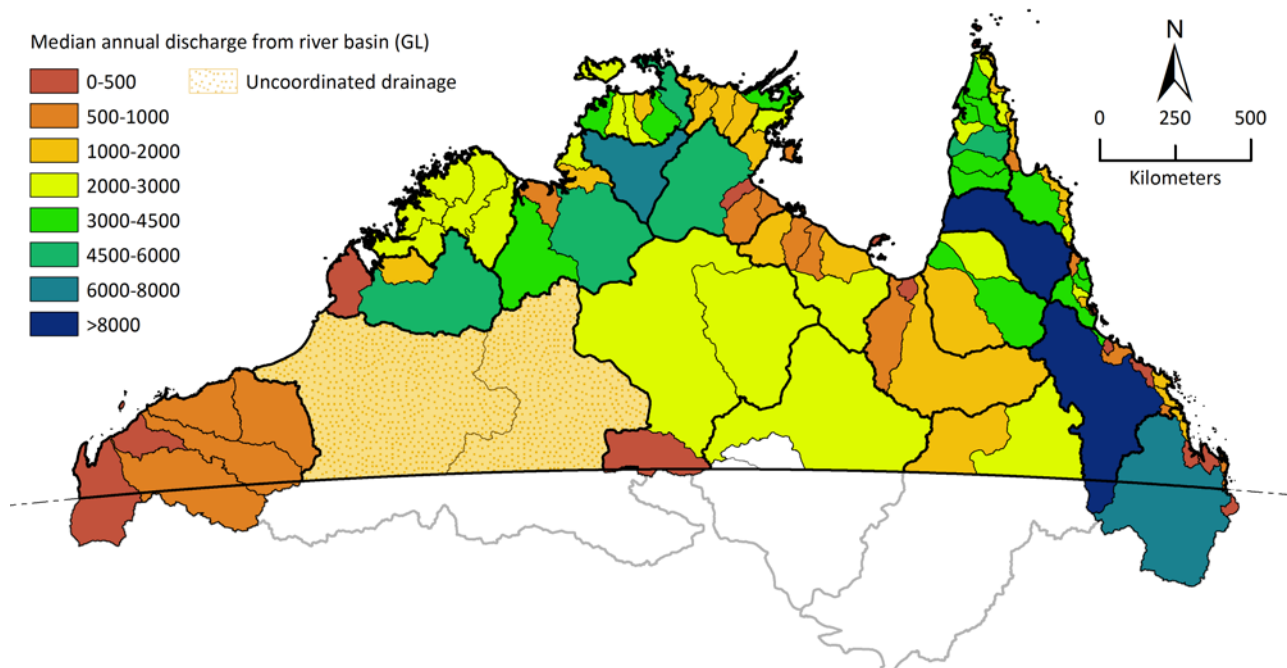 Median annual discharge from river basin (GL)
0-500
Uncoordinated drainage
500-1000
1000-2000
2000-3000
3000-4500
4500-6000
6000-8000
>8000
N
0 250 500
Kilometers